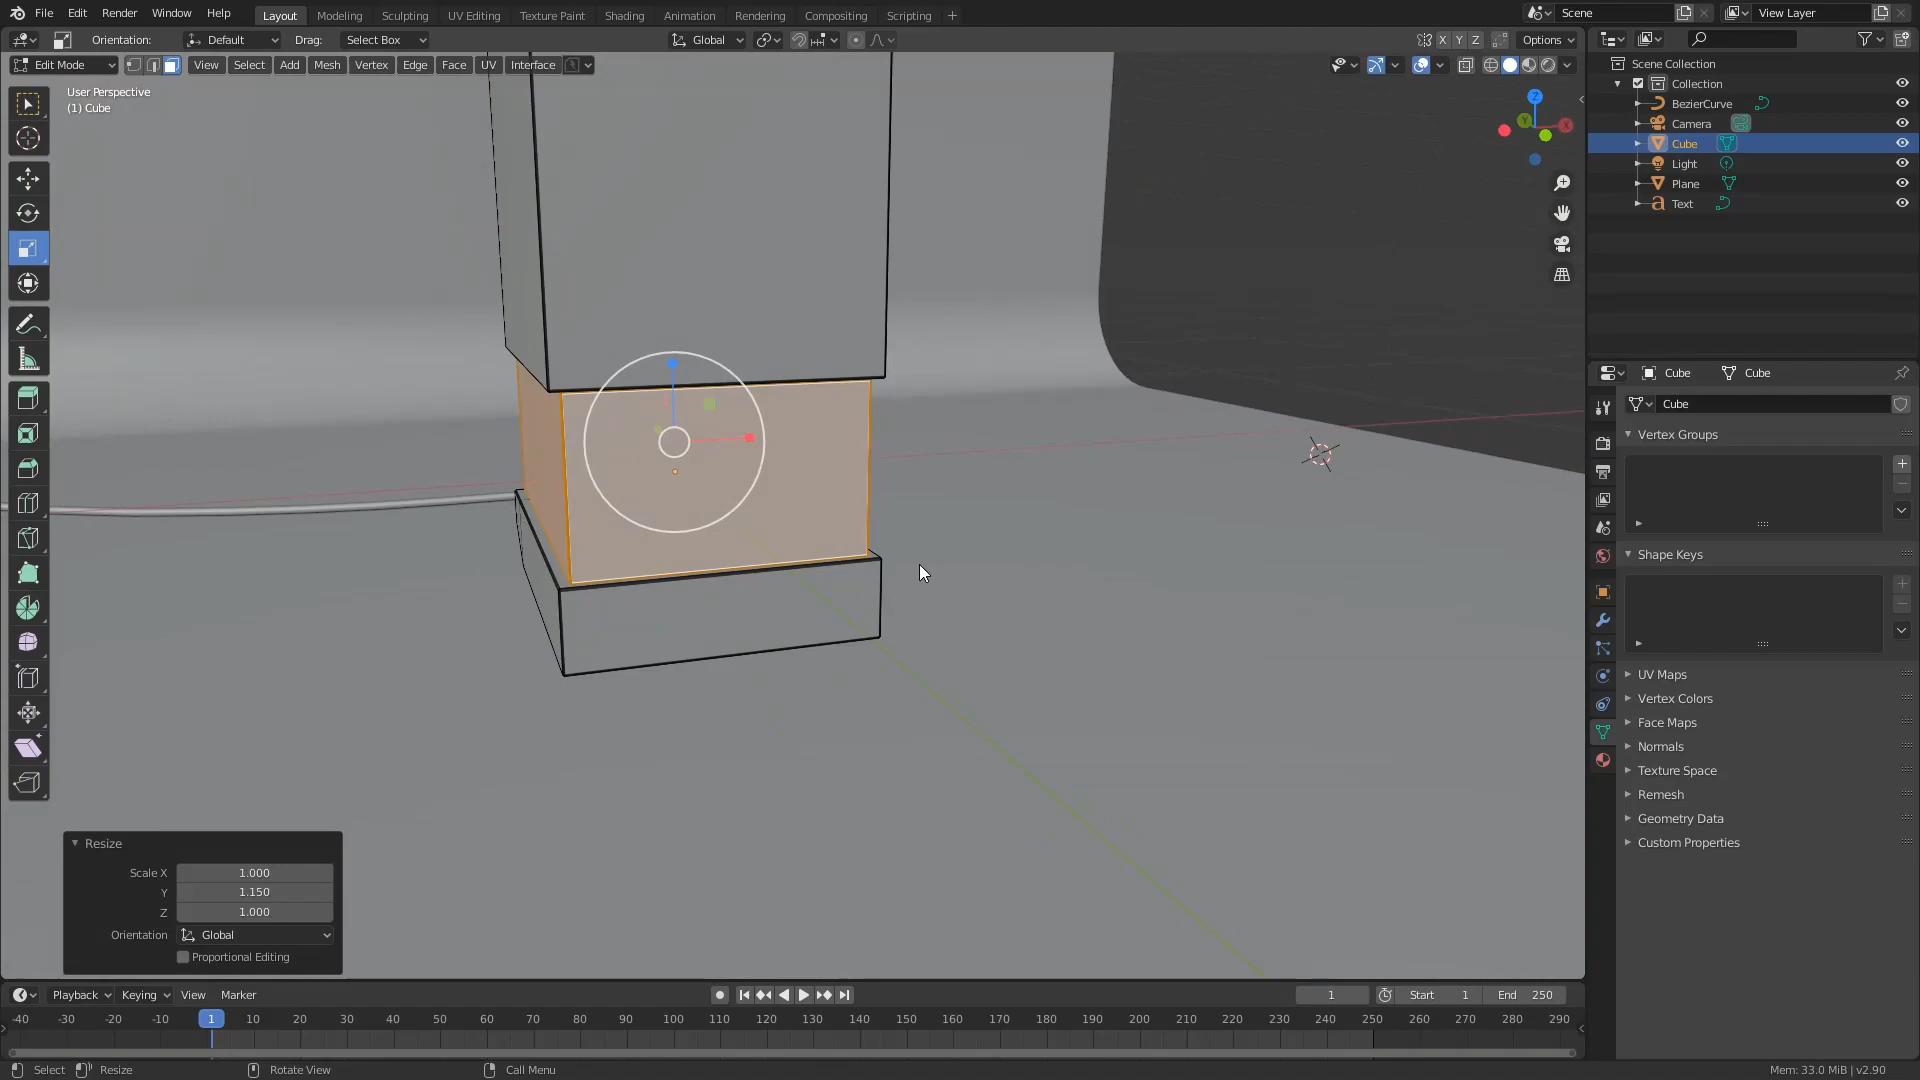 File Edit Render Window Help
Layout Modeling Sculpting UV Editing Texture Paint Shading Animation Rendering Compositing Scripting
Scene
View Layer
Orientation: Default Drag: Select Box
Global
X Y Z Options
Edit Mode View Select Add Mesh Vertex Edge Face UV Interface
User Perspective
(1) Cube
Z
Y
X
Scene Collection
Collection
BezierCurve
Camera
Cube
Light
Plane
Text
Cube Cube
Cube
Vertex Groups
Shape Keys
UV Maps
Vertex Colors
Face Maps
Normals
Texture Space
Remesh
Geometry Data
Custom Properties
Resize
Scale X 1.000
Y 1.150
Z 1.000
Orientation Global
Proportional Editing
Playback Keying View Marker
1 Start 1 End 250
-40 -30 -20 -10 1 10 20 30 40 50 60 70 80 90 100 110 120 130 140 150 160 170 180 190 200 210 220 230 240 250 260 270 280 290
Select Resize Rotate View Call Menu
Mem: 33.0 MiB | v2.90